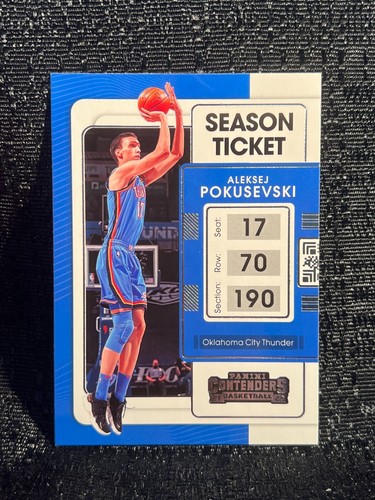 SEASON
TICKET
ALEKSEJ
POKUSEVSKI
Seat: 17
Row: 70
Section: 190
Oklahoma City Thunder
PANINI
CONTENDERS
BASKETBALL